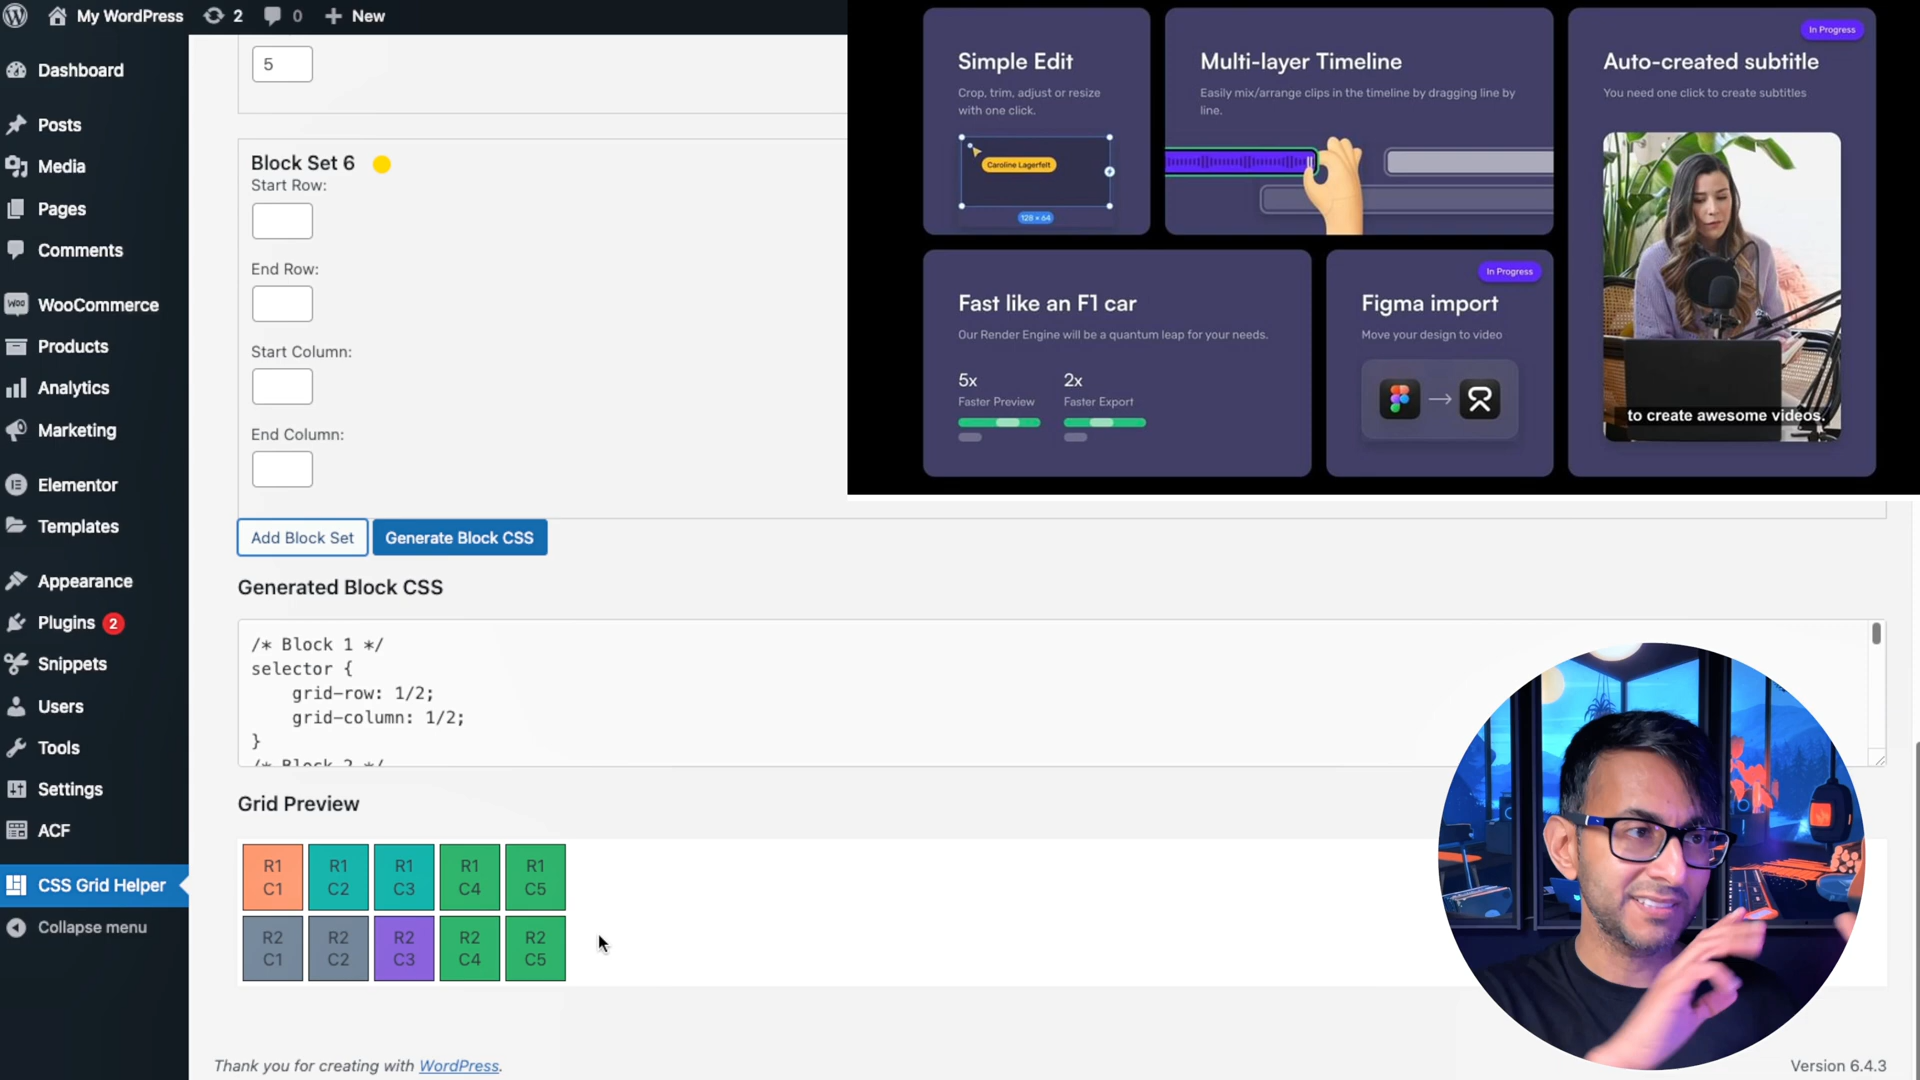 My WordPress
2
0
New
Dashboard
Posts
Media
Pages
Comments
Woo
WooCommerce
Products
Analytics
Marketing
Elementor
Templates
Appearance
Plugins 2
Snippets
Users
Tools
Settings
ACF
CSS Grid Helper
Collapse menu
5
Block Set 6
Start Row:
End Row:
Start Column:
End Column:
Add Block Set
Generate Block CSS
Generated Block CSS
/* Block 1 */
selector {
grid-row: 1/2;
grid-column: 1/2;
}
/* Block 2 */
Grid Preview
R1 C1
R1 C2
R1 C3
R1 C4
R1 C5
R2 C1
R2 C2
R2 C3
R2 C4
R2 C5
Thank you for creating with WordPress.
Version 6.4.3
Simple Edit
Crop, trim, adjust or resize
with one click.
Caroline Lagerfelt
128 × 64
Multi-layer Timeline
Easily mix/arrange clips in the timeline by dragging line by
line.
In Progress
Auto-created subtitle
You need one click to create subtitles
to create awesome videos.
Fast like an F1 car
Our Render Engine will be a quantum leap for your needs.
5x
Faster Preview
2x
Faster Export
In Progress
Figma import
Move your design to video